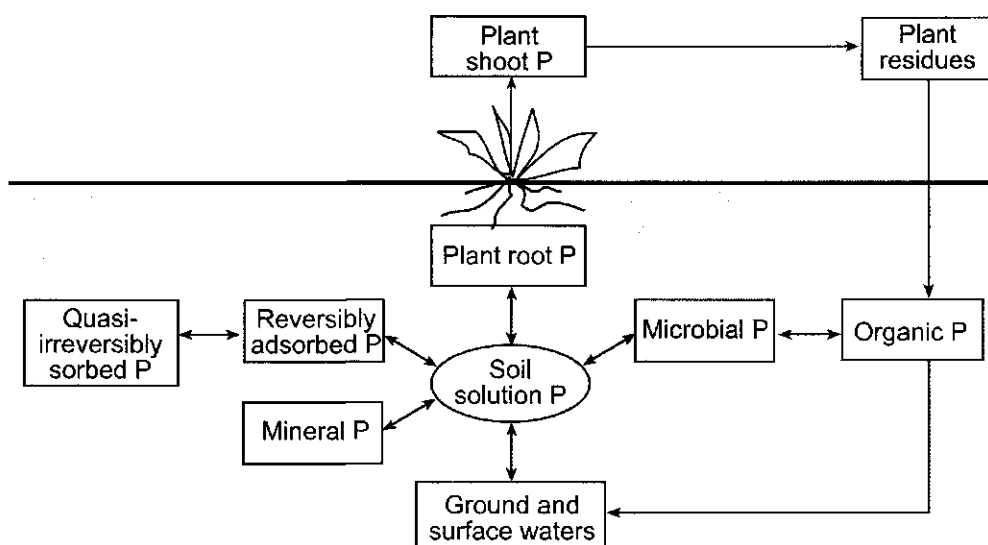 Plant
shoot P
Plant
residues
Plant root P
Quasi-
irreversibly
sorbed P
Reversibly
adsorbed P
Microbial P
Organic P
Soil
solution P
Mineral P
Ground and
surface waters